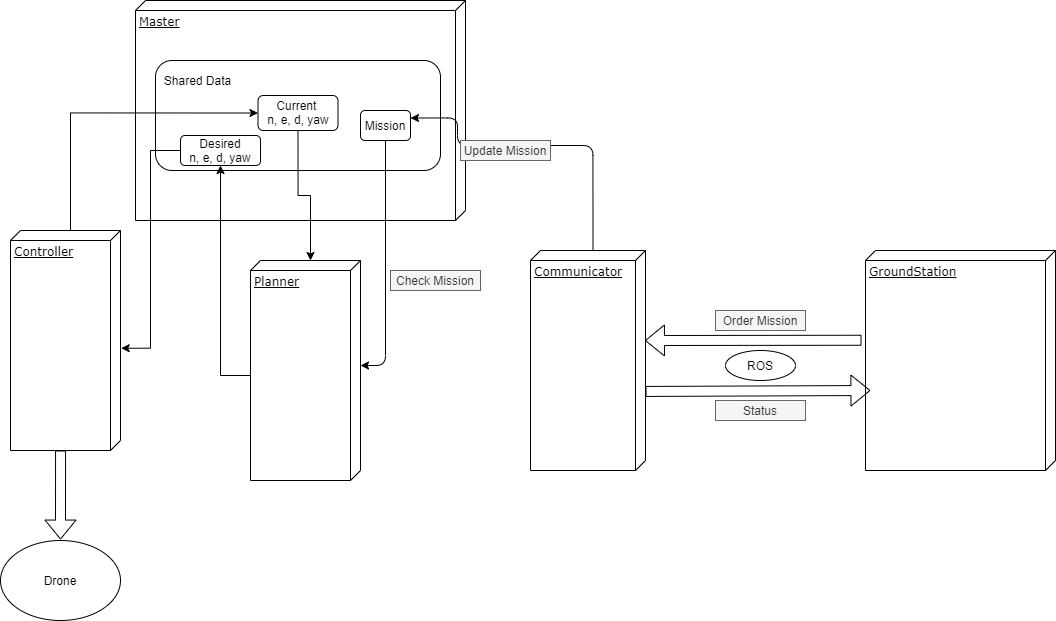 Master
Shared Data
Current
n, e, d, yaw
Mission
Desired
n, e, d, yaw
Update Mission
Controller
Planner
Check Mission
Communicator
GroundStation
Order Mission
ROS
Status
Drone